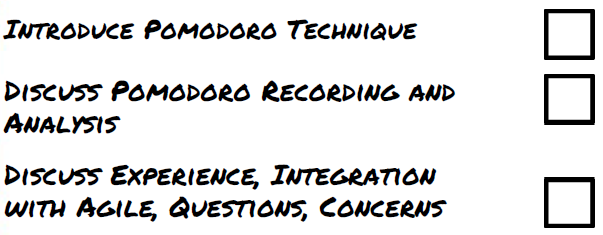 Introduce Pomodoro Technique
Discuss Pomodoro Recording and
Analysis
Discuss Experience, Integration
with Agile, Questions, Concerns